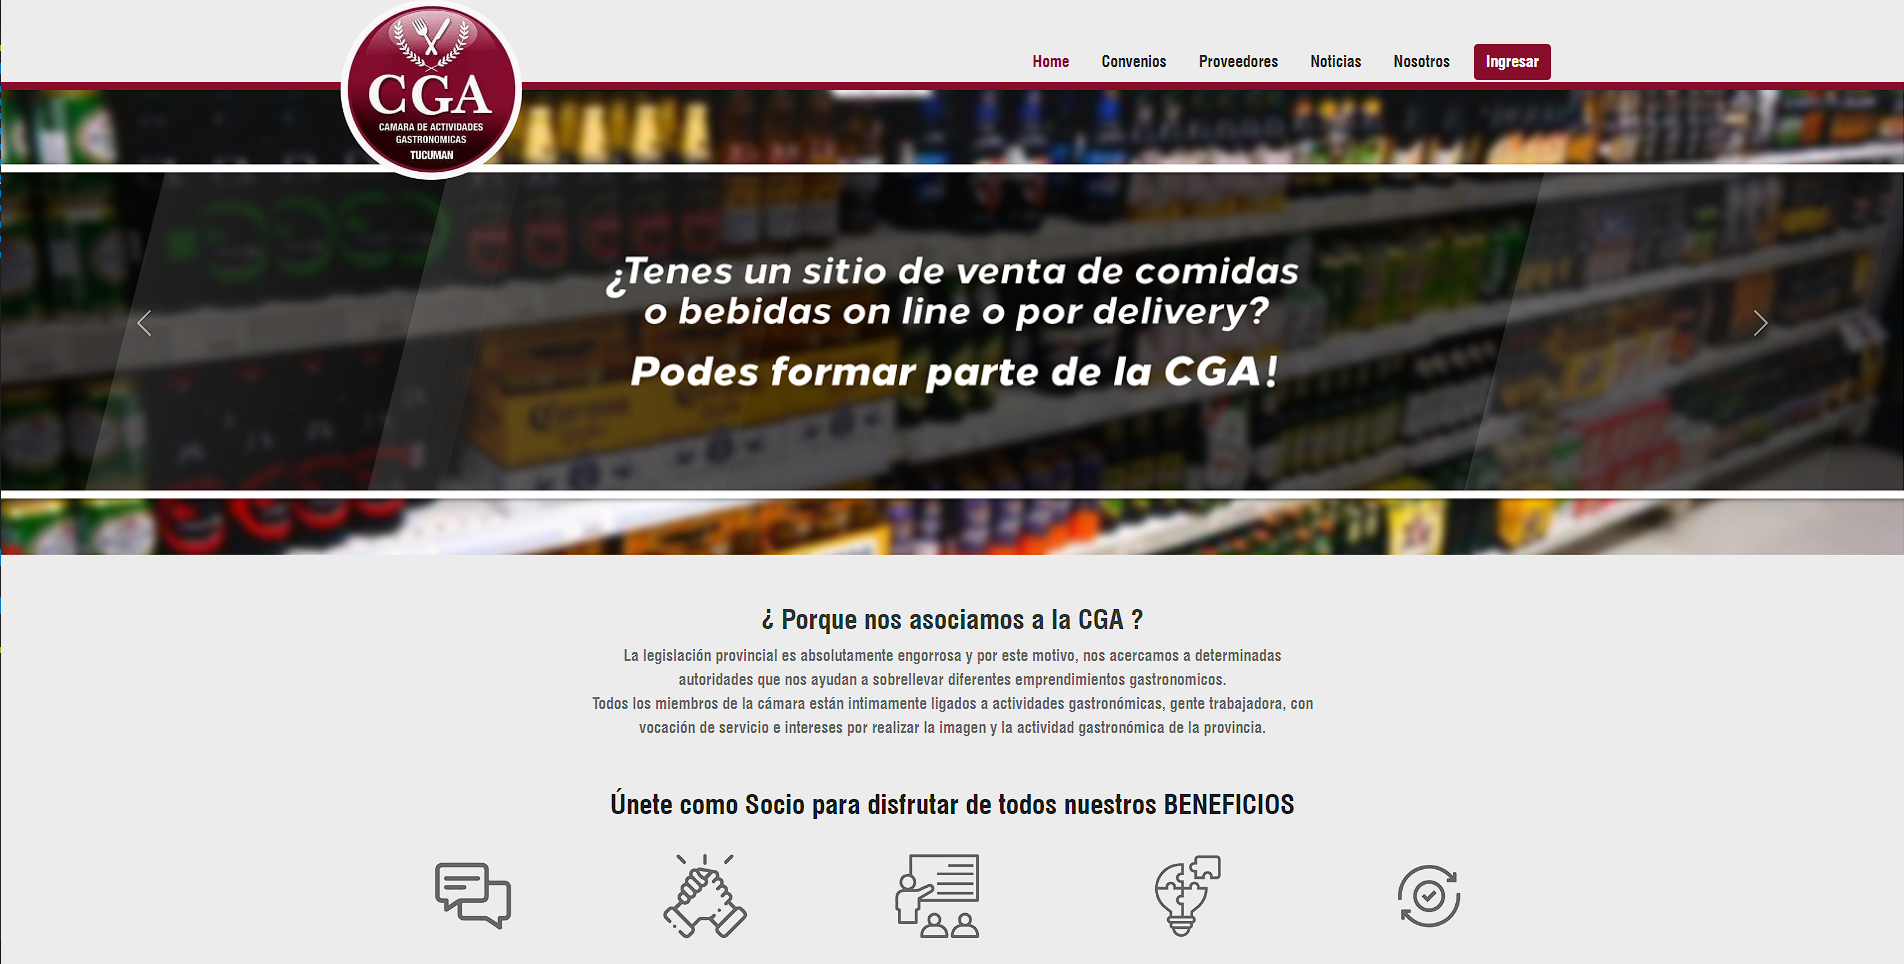 CGA
CAMARA DE ACTIVIDADES
GASTRONOMICAS
TUCUMAN
Home
Convenios
Proveedores
Noticias
Nosotros
Ingresar
¿Tenes un sitio de venta de comidas
o bebidas on line o por delivery?
Podes formar parte de la CGA!
¿ Porque nos asociamos a la CGA ?
La legislación provincial es absolutamente engorrosa y por este motivo, nos acercamos a determinadas
autoridades que nos ayudan a sobrellevar diferentes emprendimientos gastronomicos.
Todos los miembros de la cámara están intimamente ligados a actividades gastronómicas, gente trabajadora, con
vocación de servicio e intereses por realizar la imagen y la actividad gastronómica de la provincia.
Únete como Socio para disfrutar de todos nuestros BENEFICIOS